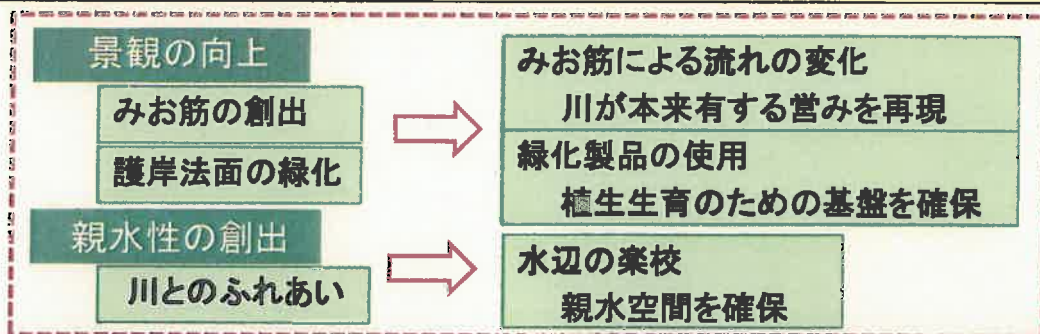 景観の向上
みお筋の創出
護岸法面の緑化
みお筋による流れの変化
川が本来有する営みを再現
緑化製品の使用
植生生育のための基盤を確保
親水性の創出
川とのふれあい
水辺の楽校
親水空間を確保